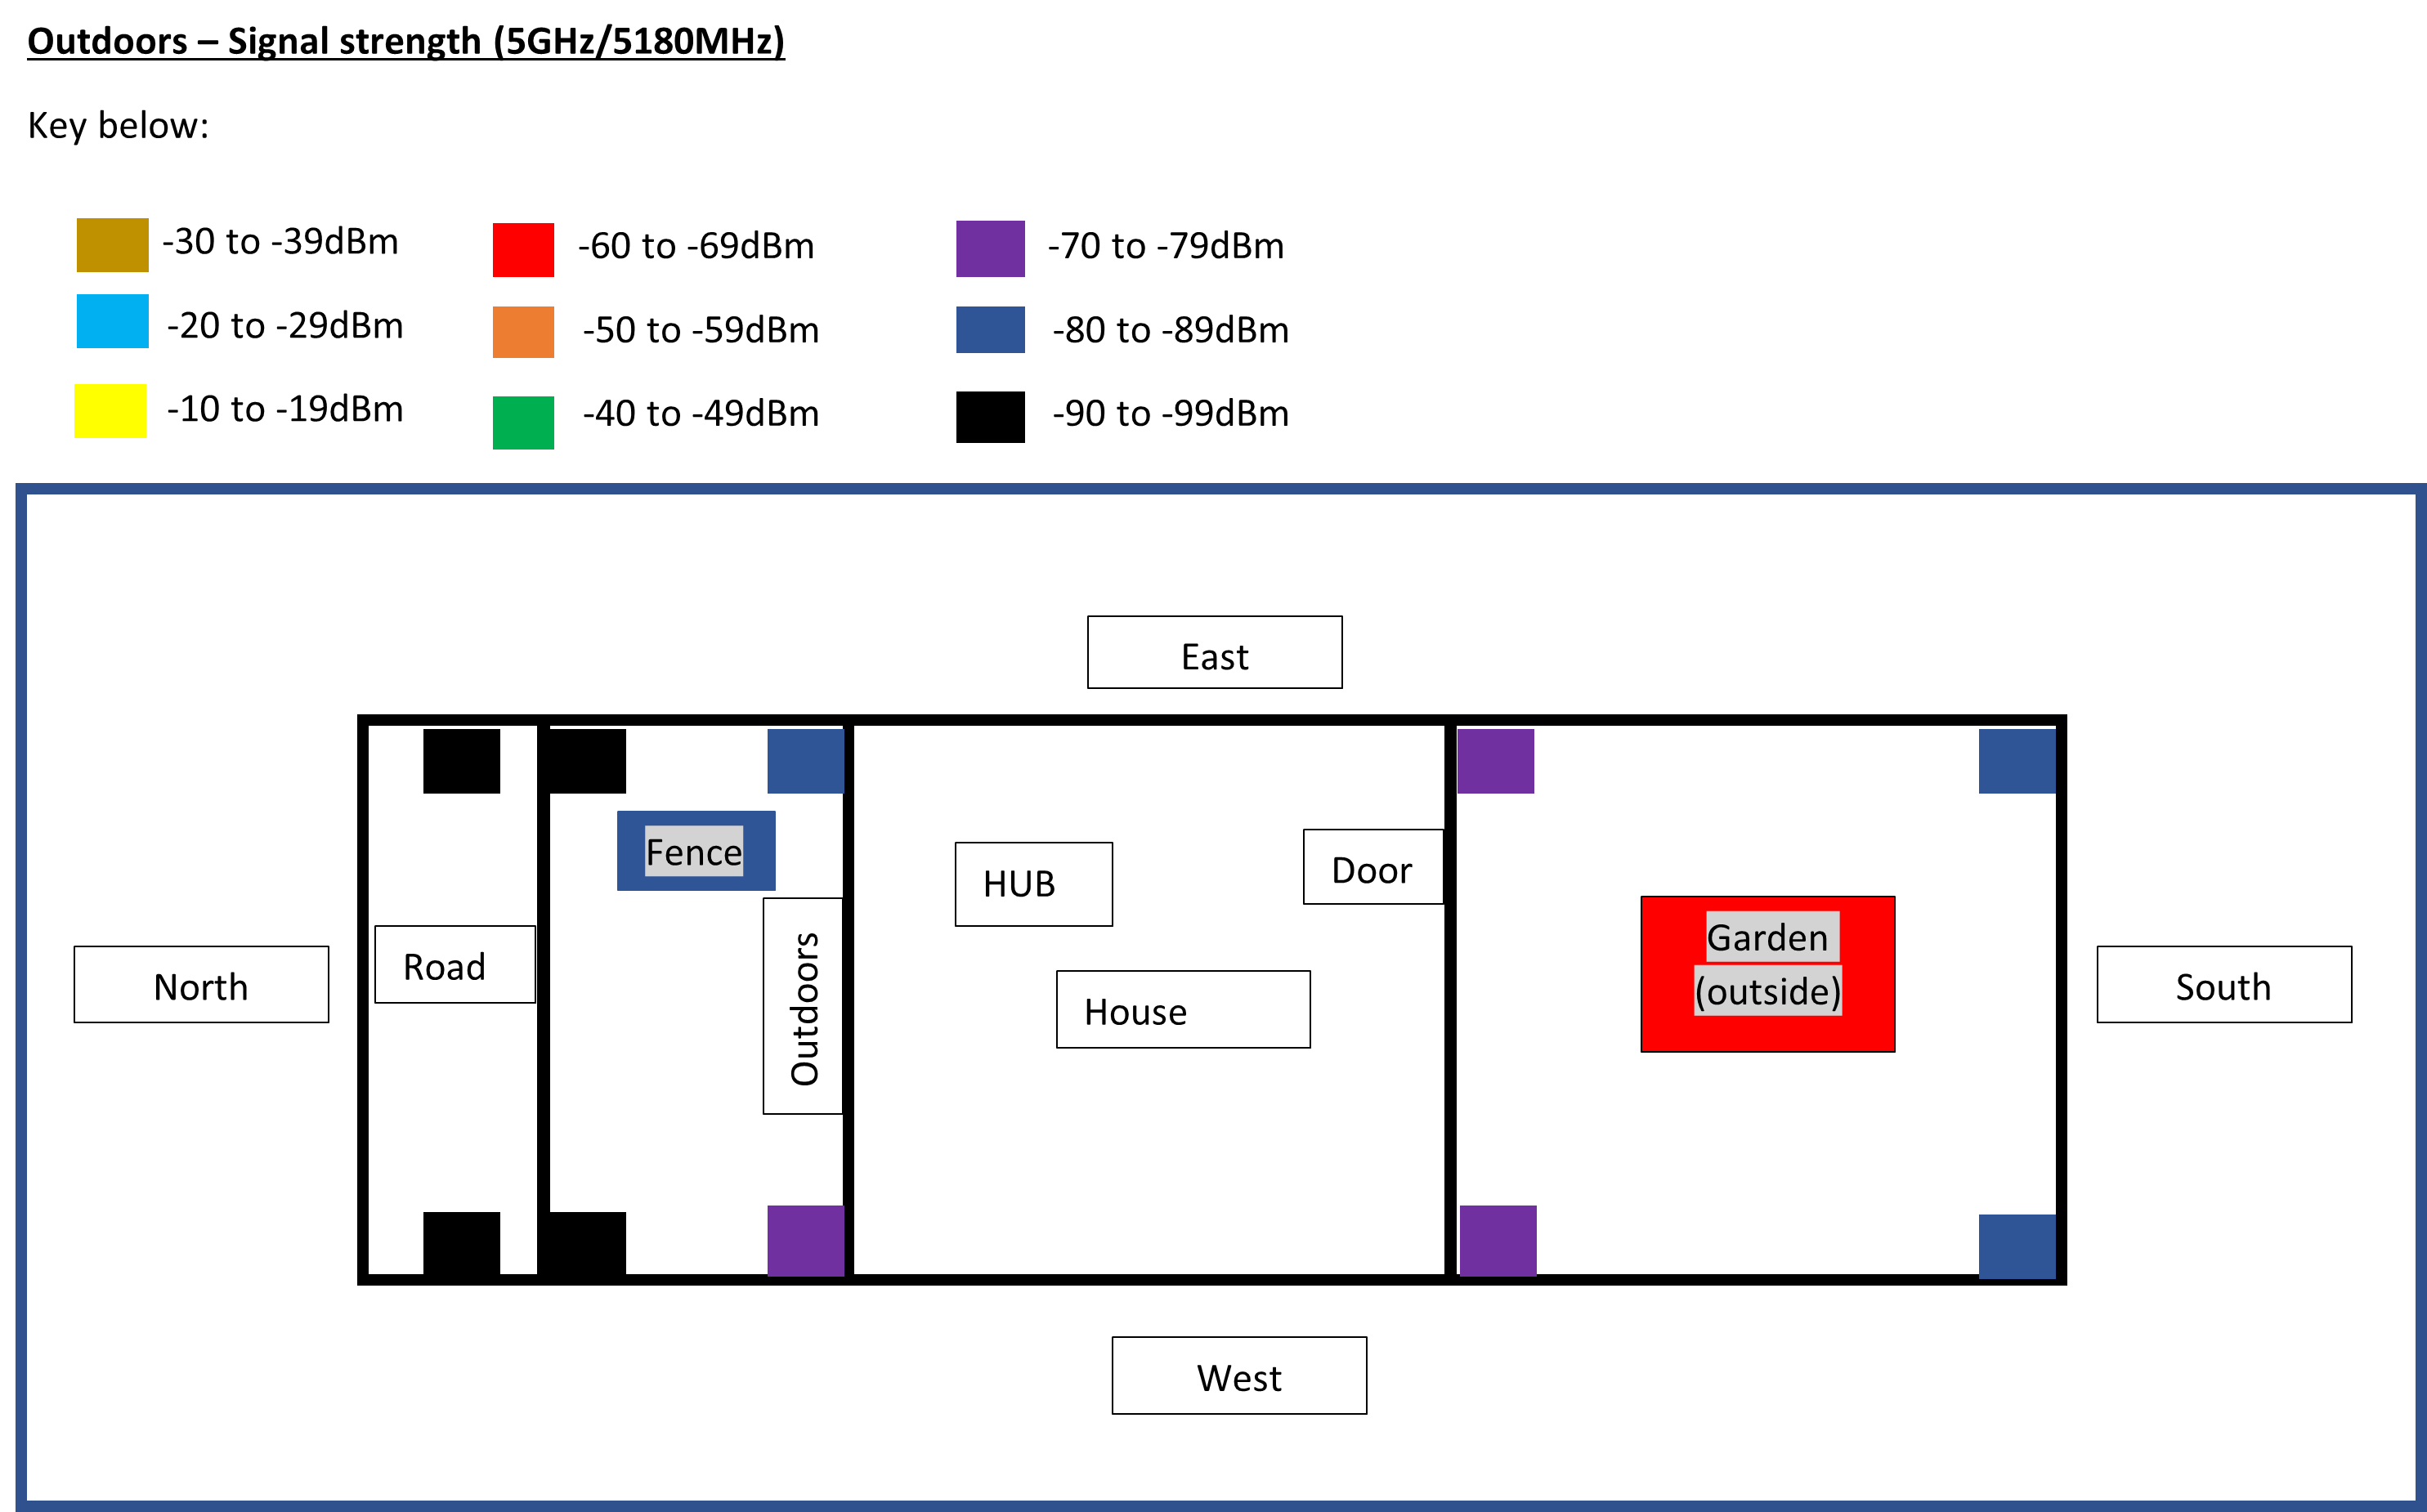 Outdoors – Signal strength (5GHz/5180MHz)
Key below:
-30 to -39dBm
-60 to -69dBm
-70 to -79dBm
-20 to -29dBm
-50 to -59dBm
-80 to -89dBm
-10 to -19dBm
-40 to -49dBm
-90 to -99dBm
East
Fence
HUB
Door
Road
North
Outdoors
House
Garden
(outside)
South
West